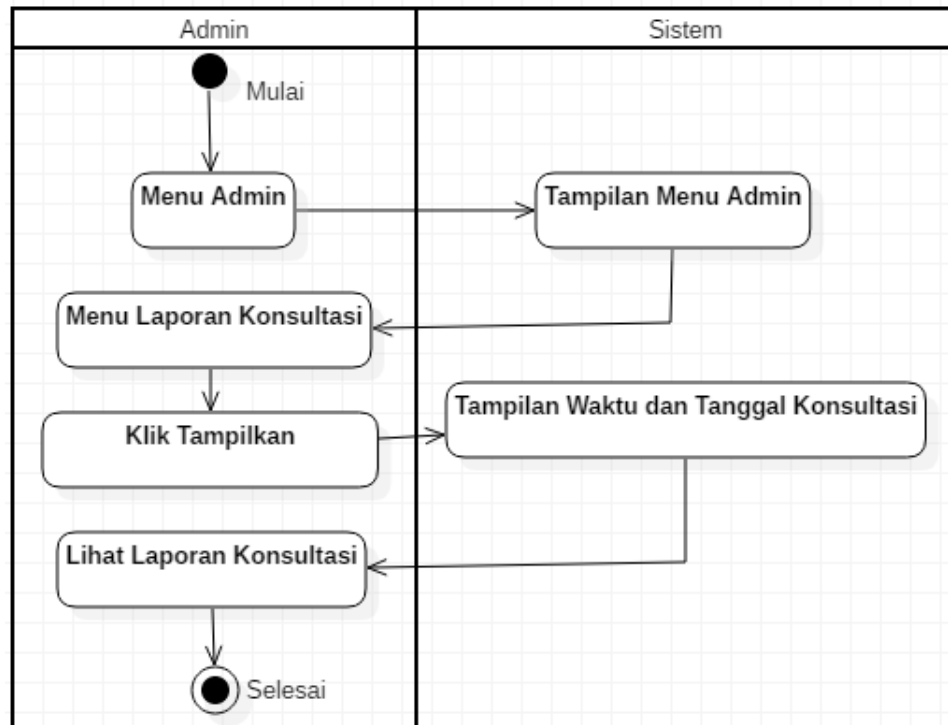 Admin
Sistem
Mulai
Menu Admin
Tampilan Menu Admin
Menu Laporan Konsultasi
Klik Tampilkan
Tampilan Waktu dan Tanggal Konsultasi
Lihat Laporan Konsultasi
Selesai